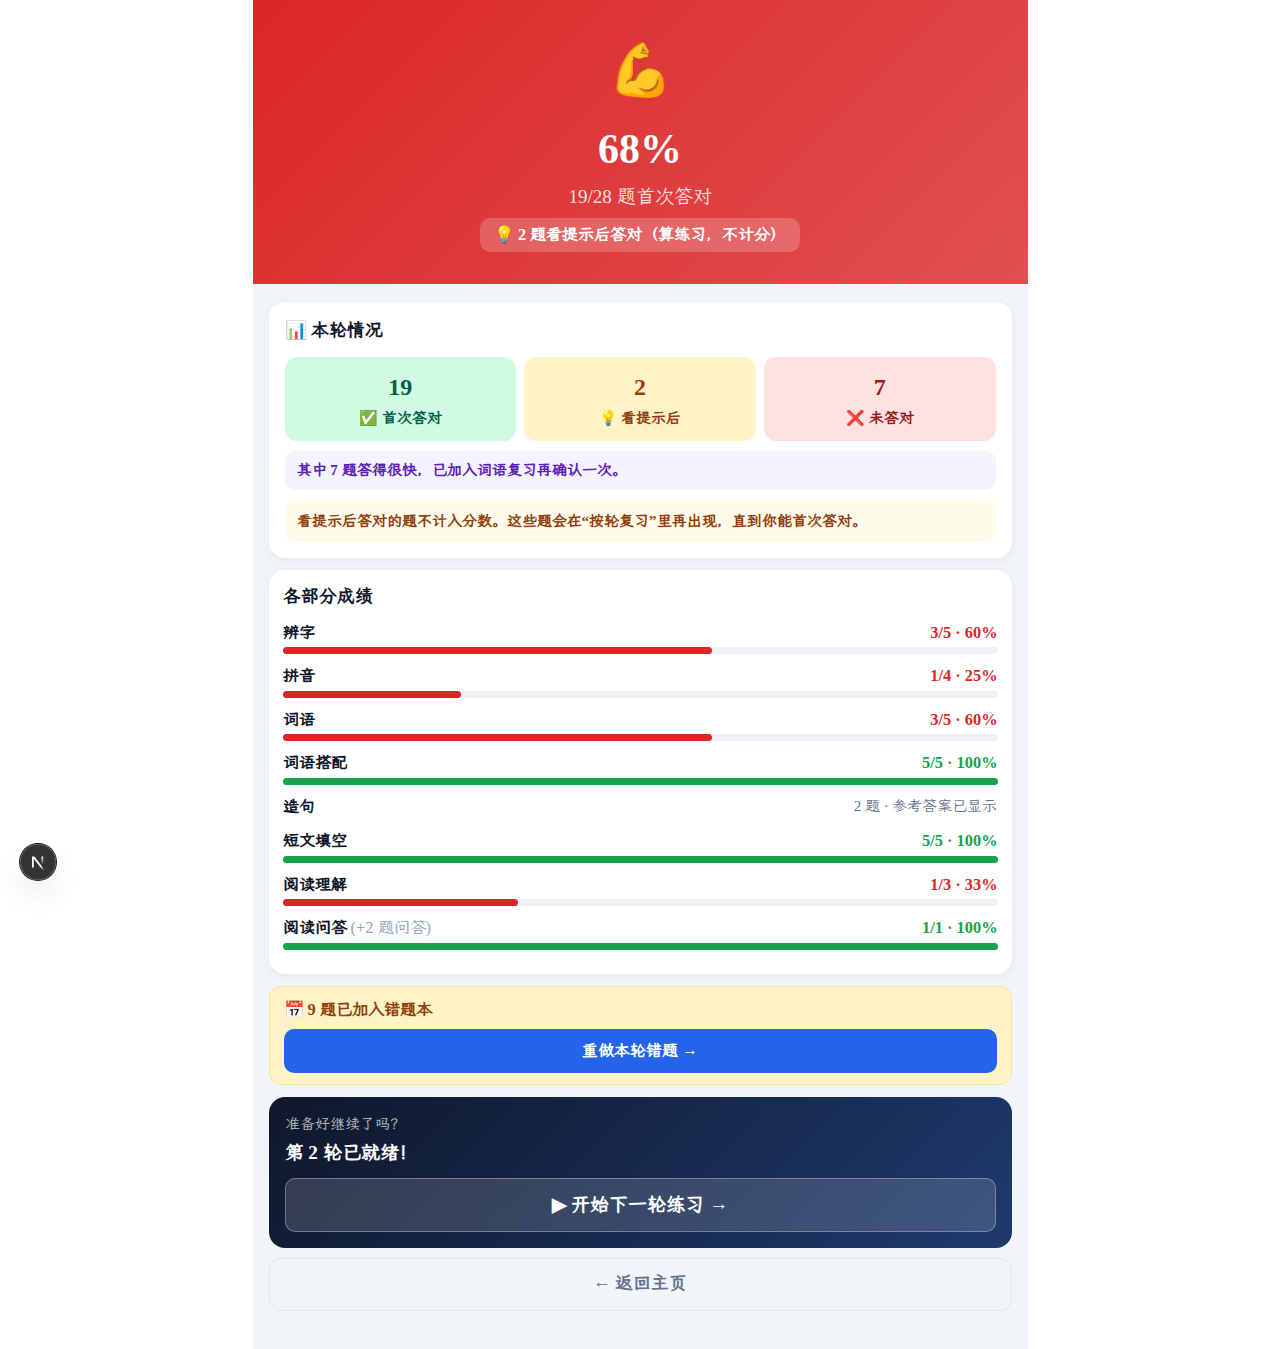 68%
19/28 题首次答对
💡 2 题看提示后答对（算练习，不计分）
📊 本轮情况
19
✅ 首次答对
2
💡 看提示后
7
❌ 未答对
其中 7 题答得很快，已加入词语复习再确认一次。
看提示后答对的题不计入分数。这些题会在“按轮复习”里再出现，直到你能首次答对。
各部分成绩
辨字 3/5 · 60%
拼音 1/4 · 25%
词语 3/5 · 60%
词语搭配 5/5 · 100%
造句 2 题 · 参考答案已显示
短文填空 5/5 · 100%
阅读理解 1/3 · 33%
阅读问答 (+2 题问答) 1/1 · 100%
📅 9 题已加入错题本
重做本轮错题 →
准备好继续了吗？
第 2 轮已就绪！
▶ 开始下一轮练习 →
← 返回主页
N